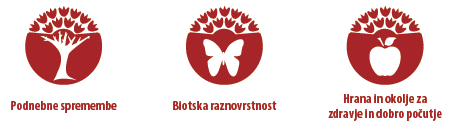 Podnebne spremembe
Biotska raznovrstnost
Hrana in okolje za
zdravje in dobro počutje